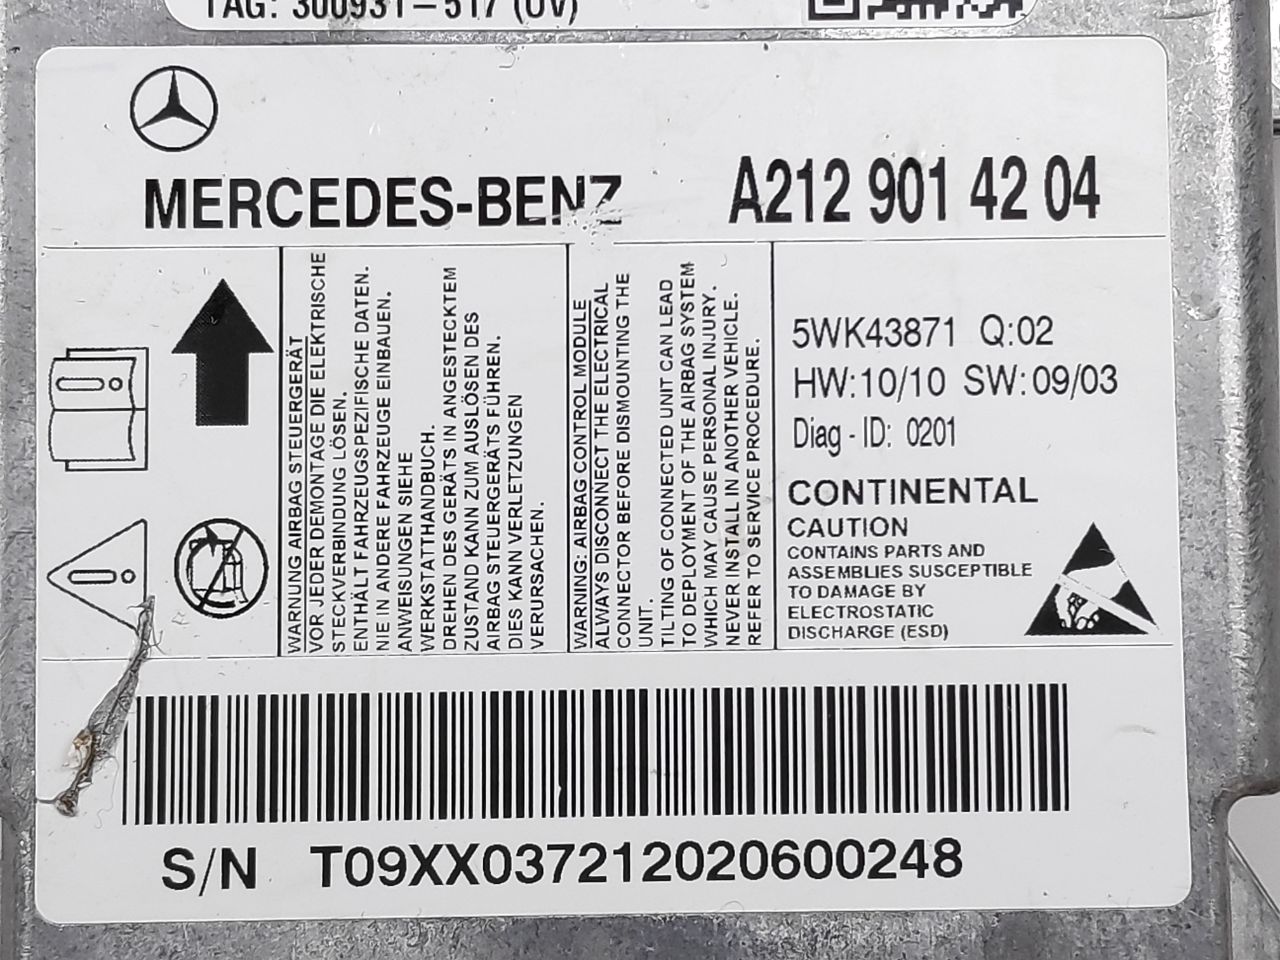 TAG: 300931-517 (UV)
MERCEDES-BENZ
A212 901 42 04
WARNUNG AIRBAG STEUERGERÄT
VOR JEDER DEMONTAGE DIE ELEKTRISCHE
STECKVERBINDUNG LÖSEN.
ENTHÄLT FAHRZEUGSPEZIFISCHE DATEN.
NIE IN ANDERE FAHRZEUGE EINBAUEN.
ANWEISUNGEN SIEHE
WERKSTATTHANDBUCH.
DREHEN DES GERÄTS IN ANGESTECKTEM
ZUSTAND KANN ZUM AUSLÖSEN DES
AIRBAG STEUERGERÄTS FÜHREN.
DIES KANN VERLETZUNGEN
VERURSACHEN.
WARNING: AIRBAG CONTROL MODULE
ALWAYS DISCONNECT THE ELECTRICAL
CONNECTOR BEFORE DISMOUNTING THE
UNIT.
TILTING OF CONNECTED UNIT CAN LEAD
TO DEPLOYMENT OF THE AIRBAG SYSTEM
WHICH MAY CAUSE PERSONAL INJURY.
NEVER INSTALL IN ANOTHER VEHICLE.
REFER TO SERVICE PROCEDURE.
5WK43871 Q:02
HW:10/10 SW:09/03
Diag - ID: 0201
CONTINENTAL
CAUTION
CONTAINS PARTS AND
ASSEMBLIES SUSCEPTIBLE
TO DAMAGE BY
ELECTROSTATIC
DISCHARGE (ESD)
S/N T09XX037212020600248